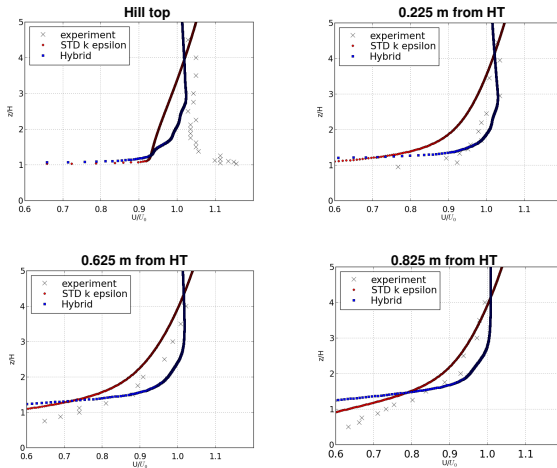 Hill top
5
4
3
2
1
0
z/H
0.6 0.7 0.8 0.9 1.0 1.1
U/U₀
experiment
STD k epsilon
Hybrid
0.225 m from HT
5
4
3
2
1
0
z/H
0.6 0.7 0.8 0.9 1.0 1.1
U/U₀
experiment
STD k epsilon
Hybrid
0.625 m from HT
5
4
3
2
1
0
z/H
0.6 0.7 0.8 0.9 1.0 1.1
U/U₀
experiment
STD k epsilon
Hybrid
0.825 m from HT
5
4
3
2
1
0
z/H
0.6 0.7 0.8 0.9 1.0 1.1
U/U₀
experiment
STD k epsilon
Hybrid